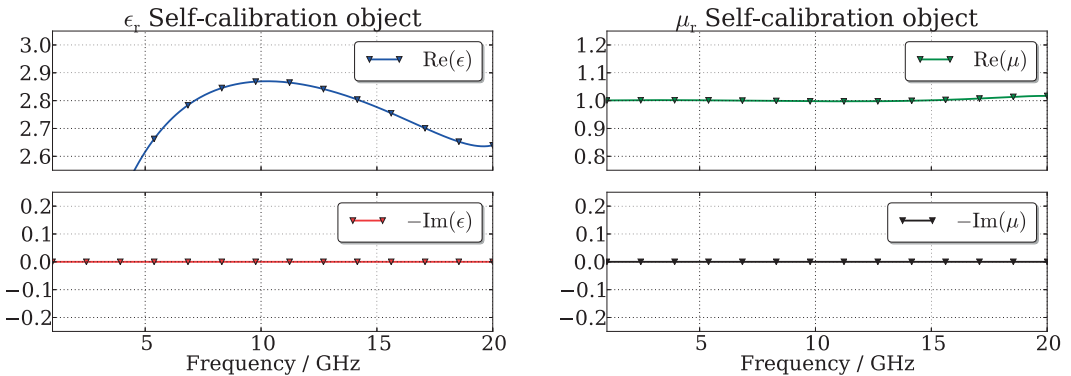 ϵr Self-calibration object
3.0
2.9
2.8
2.7
2.6
Re(ϵ)
0.2
0.1
0.0
−0.1
−0.2
−Im(ϵ)
5 10 15 20
Frequency / GHz
μr Self-calibration object
1.2
1.1
1.0
0.9
0.8
Re(μ)
0.2
0.1
0.0
−0.1
−0.2
−Im(μ)
5 10 15 20
Frequency / GHz